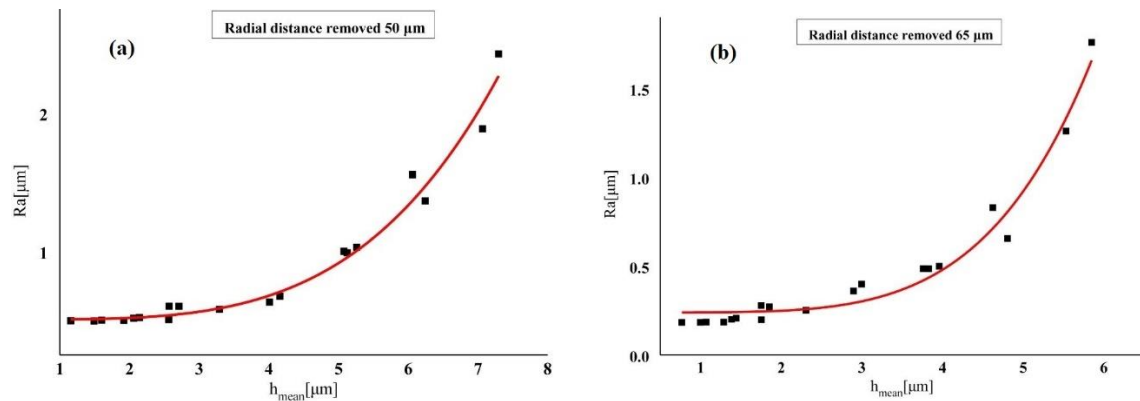 Radial distance removed 50 μm
(a)
2
1
Ra[μm]
1 2 3 4 5 6 7 8
hmean[μm]
Radial distance removed 65 μm
(b)
1.5
1.0
0.5
0.0
Ra[μm]
1 2 3 4 5 6
hmean[μm]